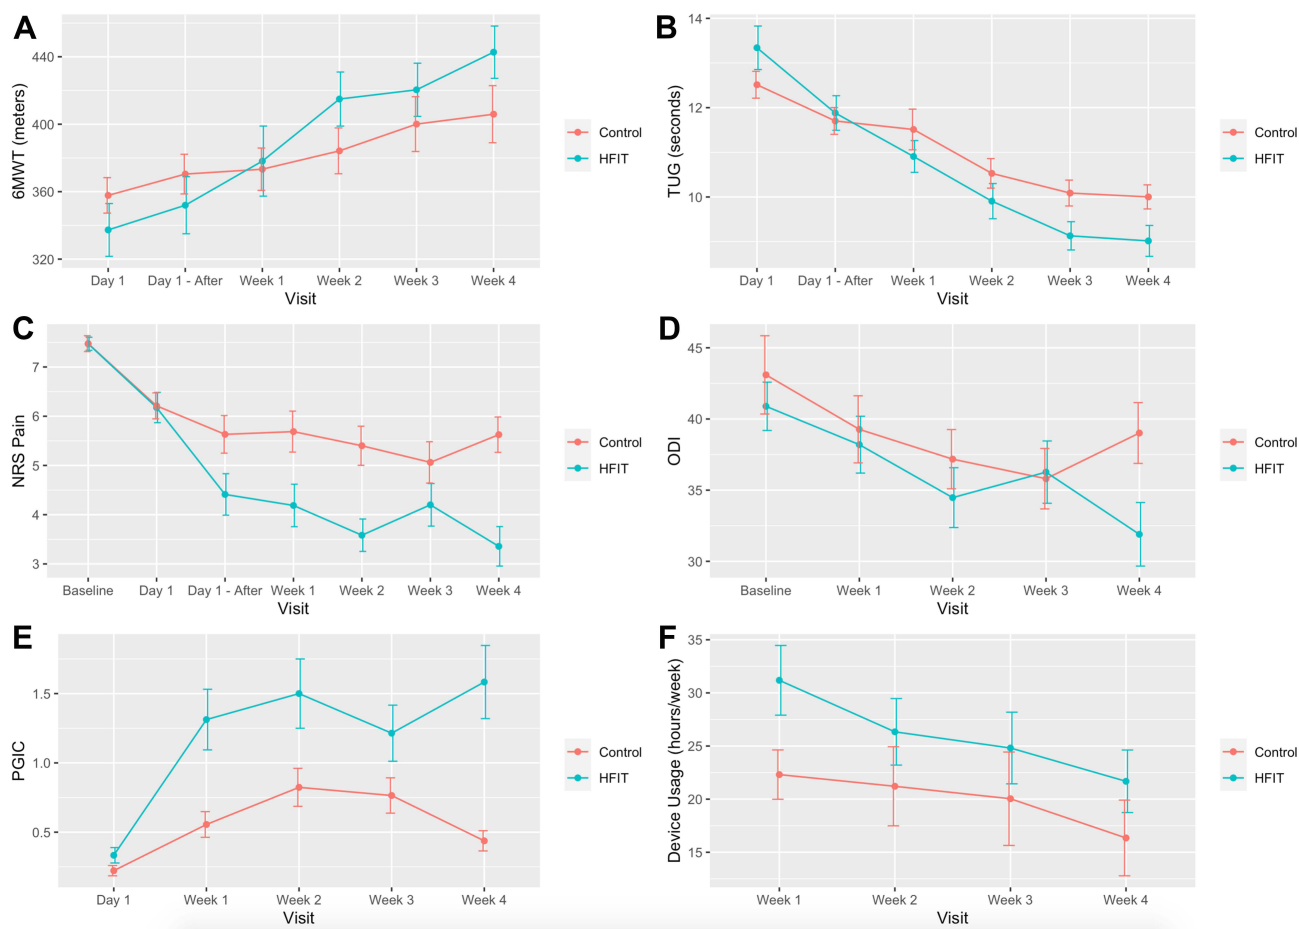 A
6MWT (meters)
440
400
360
320
Day 1 Day 1 - After Week 1 Week 2 Week 3 Week 4
Visit
Control
HFIT
B
TUG (seconds)
14
12
10
Day 1 Day 1 - After Week 1 Week 2 Week 3 Week 4
Visit
Control
HFIT
C
NRS Pain
7
6
5
4
3
Baseline Day 1 Day 1 - After Week 1 Week 2 Week 3 Week 4
Visit
Control
HFIT
D
ODI
45
40
35
30
Baseline Week 1 Week 2 Week 3 Week 4
Visit
Control
HFIT
E
PGIC
1.5
1.0
0.5
Day 1 Week 1 Week 2 Week 3 Week 4
Visit
Control
HFIT
F
Device Usage (hours/week)
35
30
25
20
15
Week 1 Week 2 Week 3 Week 4
Visit
Control
HFIT